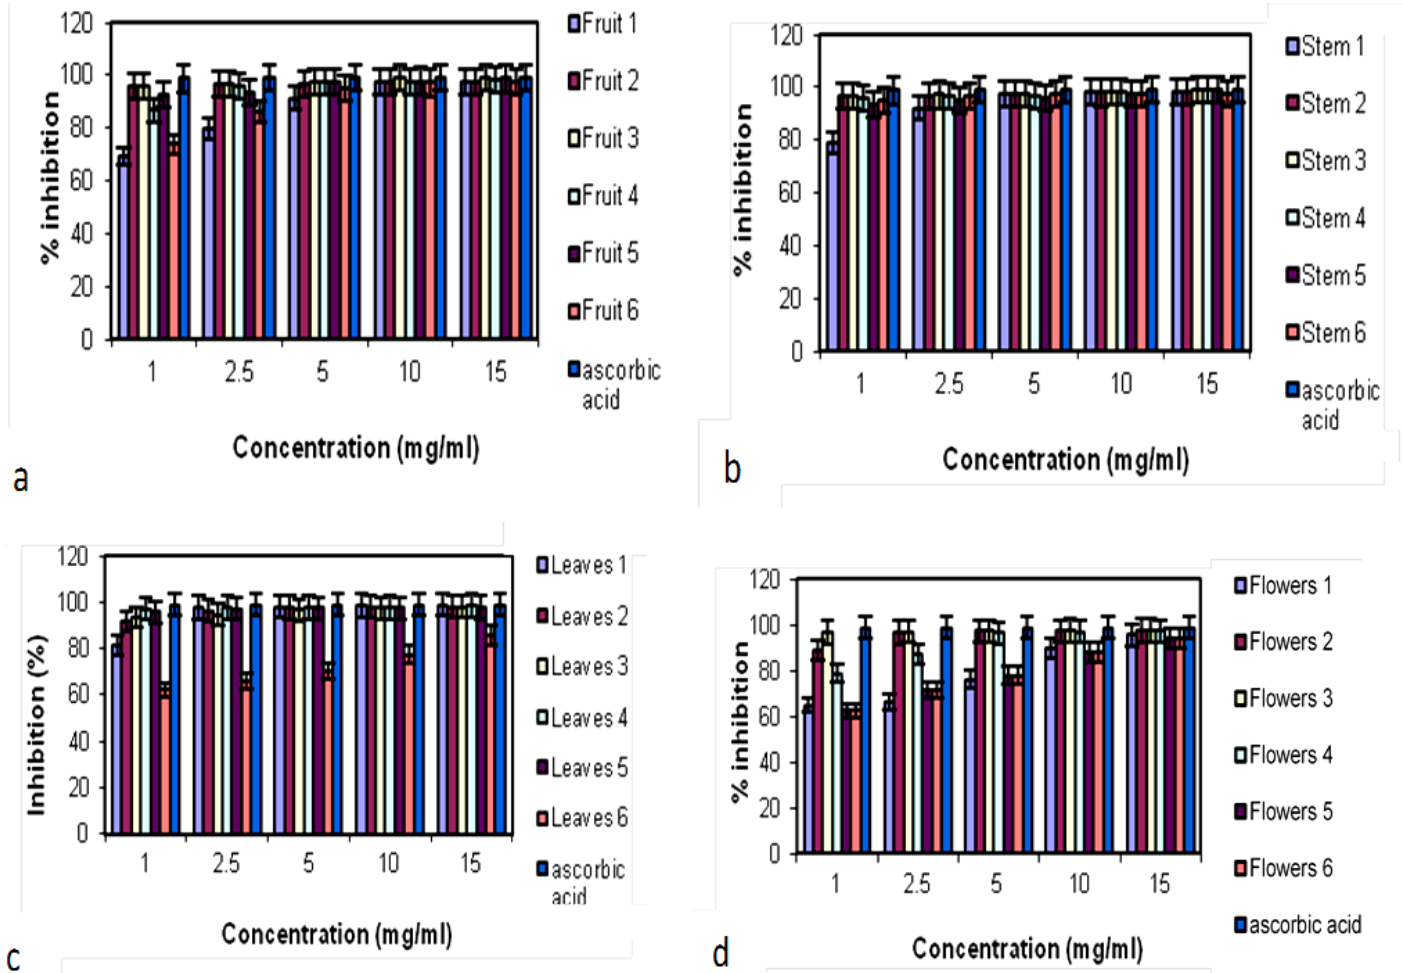 120
100
80
60
40
20
0
% inhibition
1 2.5 5 10 15
Concentration (mg/ml)
Fruit 1
Fruit 2
Fruit 3
Fruit 4
Fruit 5
Fruit 6
ascorbic
acid
a
120
100
80
60
40
20
0
% inhibition
1 2.5 5 10 15
Concentration (mg/ml)
Stem 1
Stem 2
Stem 3
Stem 4
Stem 5
Stem 6
ascorbic
acid
b
120
100
80
60
40
20
0
Inhibition (%)
1 2.5 5 10 15
Concentration (mg/ml)
Leaves 1
Leaves 2
Leaves 3
Leaves 4
Leaves 5
Leaves 6
ascorbic
acid
c
120
100
80
60
40
20
0
% inhibition
1 2.5 5 10 15
Concentration (mg/ml)
Flowers 1
Flowers 2
Flowers 3
Flowers 4
Flowers 5
Flowers 6
ascorbic acid
d